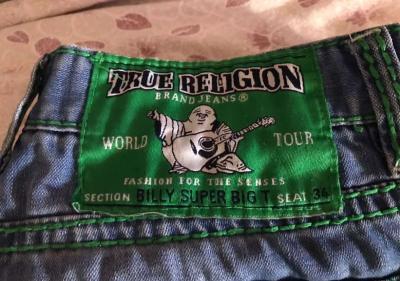 TRUE RELIGION
BRAND JEANS®
WORLD TOUR
FASHION FOR THE SENSES
SECTION BILLY SUPER BIG T SEAT 36